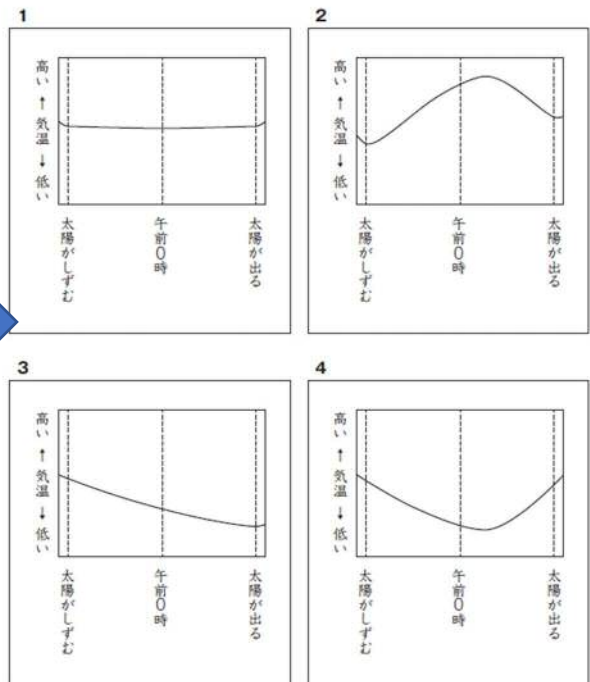 1
高い ↑ 気温 ↓ 低い
太陽がしずむ
午前0時
太陽が出る
2
高い ↑ 気温 ↓ 低い
太陽がしずむ
午前0時
太陽が出る
3
高い ↑ 気温 ↓ 低い
太陽がしずむ
午前0時
太陽が出る
4
高い ↑ 気温 ↓ 低い
太陽がしずむ
午前0時
太陽が出る